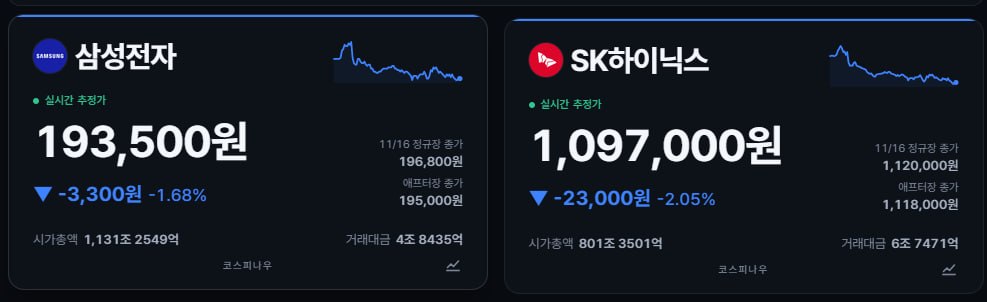 SAMSUNG 삼성전자
실시간 추정가
193,500원
11/16 정규장 종가
196,800원
▼ -3,300원 -1.68%
애프터장 종가
195,000원
시가총액 1,131조 2549억
거래대금 4조 8435억
코스피나우
SK하이닉스
실시간 추정가
1,097,000원
11/16 정규장 종가
1,120,000원
▼ -23,000원 -2.05%
애프터장 종가
1,118,000원
시가총액 801조 3501억
거래대금 6조 7471억
코스피나우